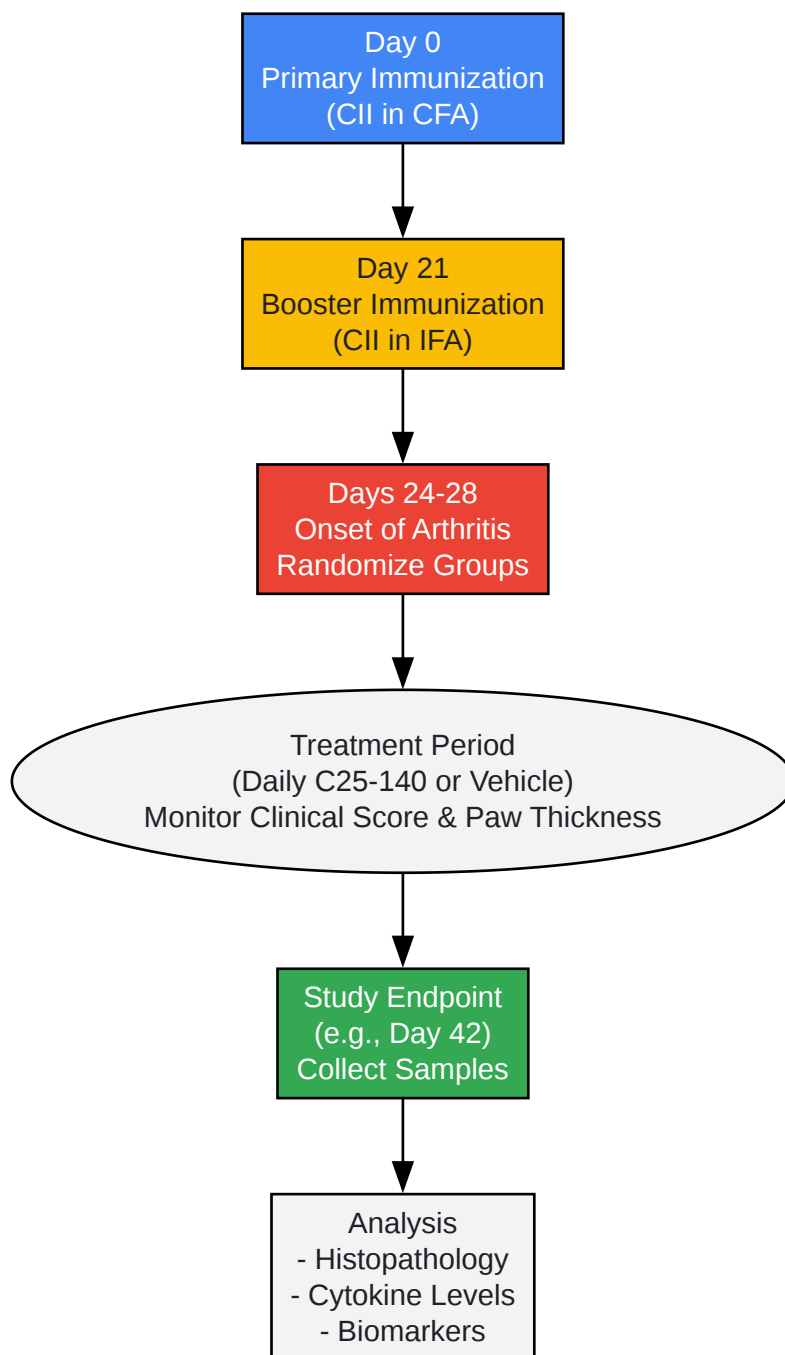 Day 0
Primary Immunization
(CII in CFA)
Day 21
Booster Immunization
(CII in IFA)
Days 24-28
Onset of Arthritis
Randomize Groups
Treatment Period
(Daily C25-140 or Vehicle)
Monitor Clinical Score & Paw Thickness
Study Endpoint
(e.g., Day 42)
Collect Samples
Analysis
- Histopathology
- Cytokine Levels
- Biomarkers